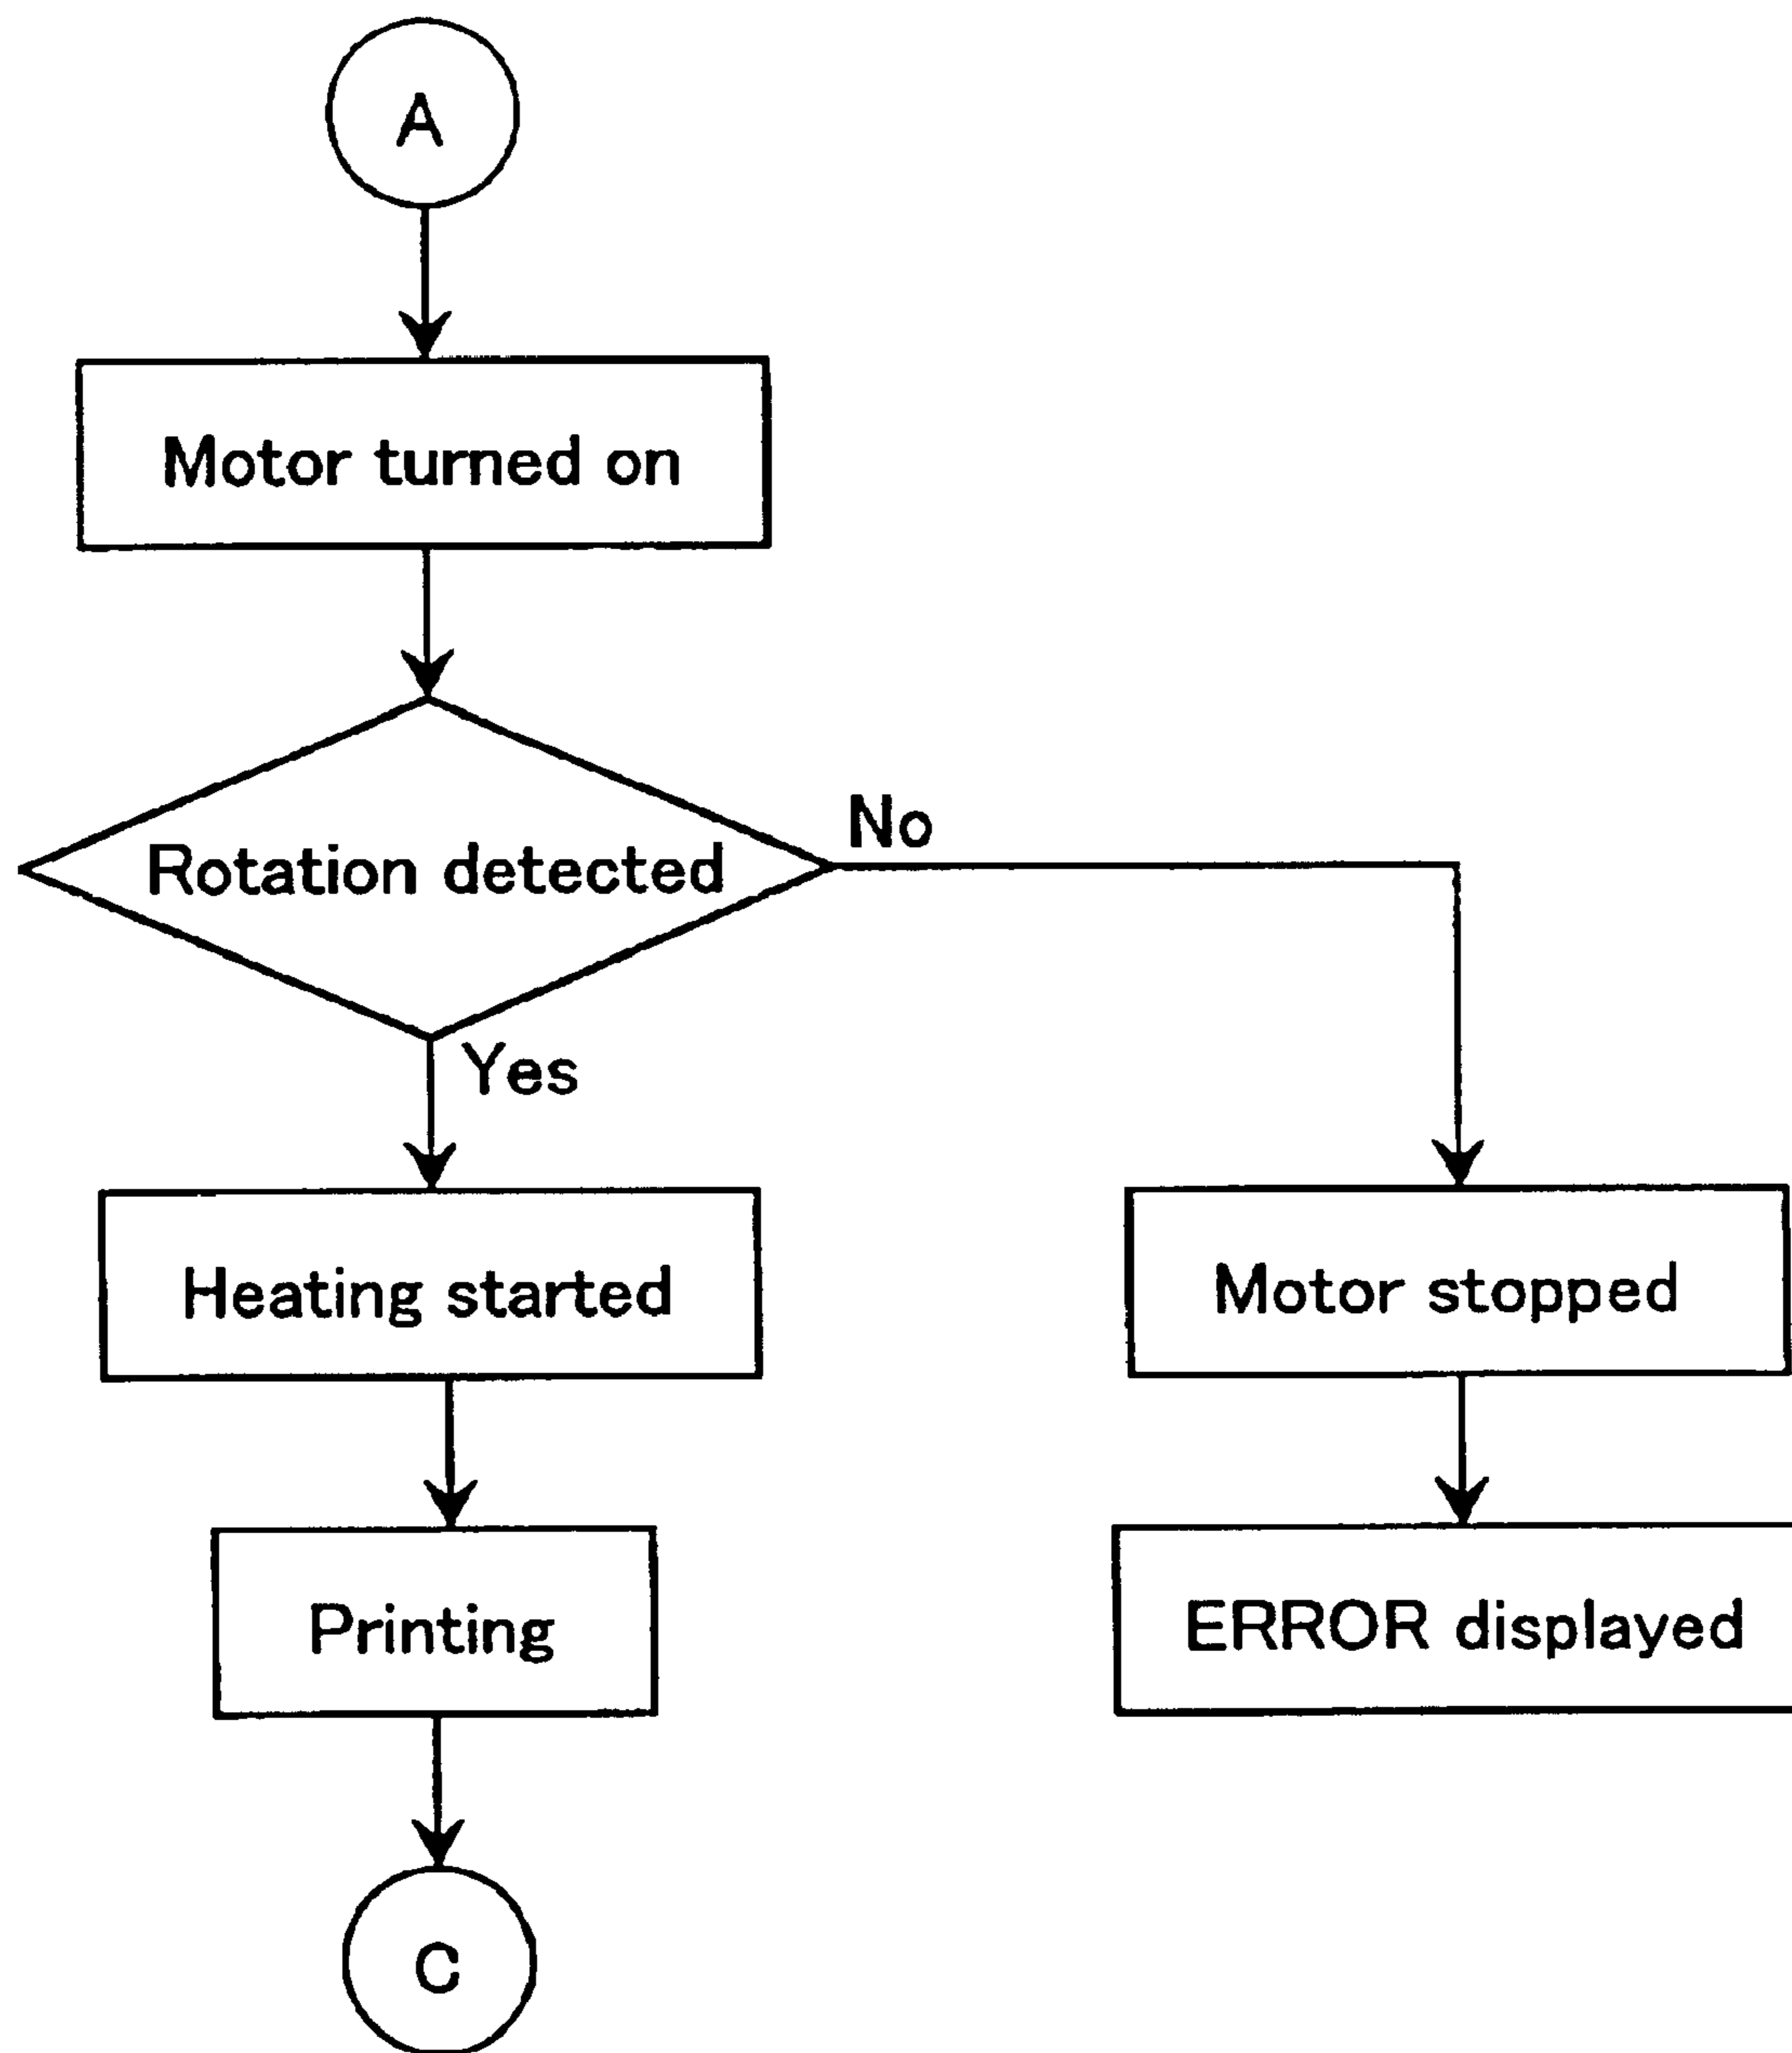 A
Motor turned on
Rotation detected
No
Yes
Heating started
Motor stopped
Printing
ERROR displayed
C